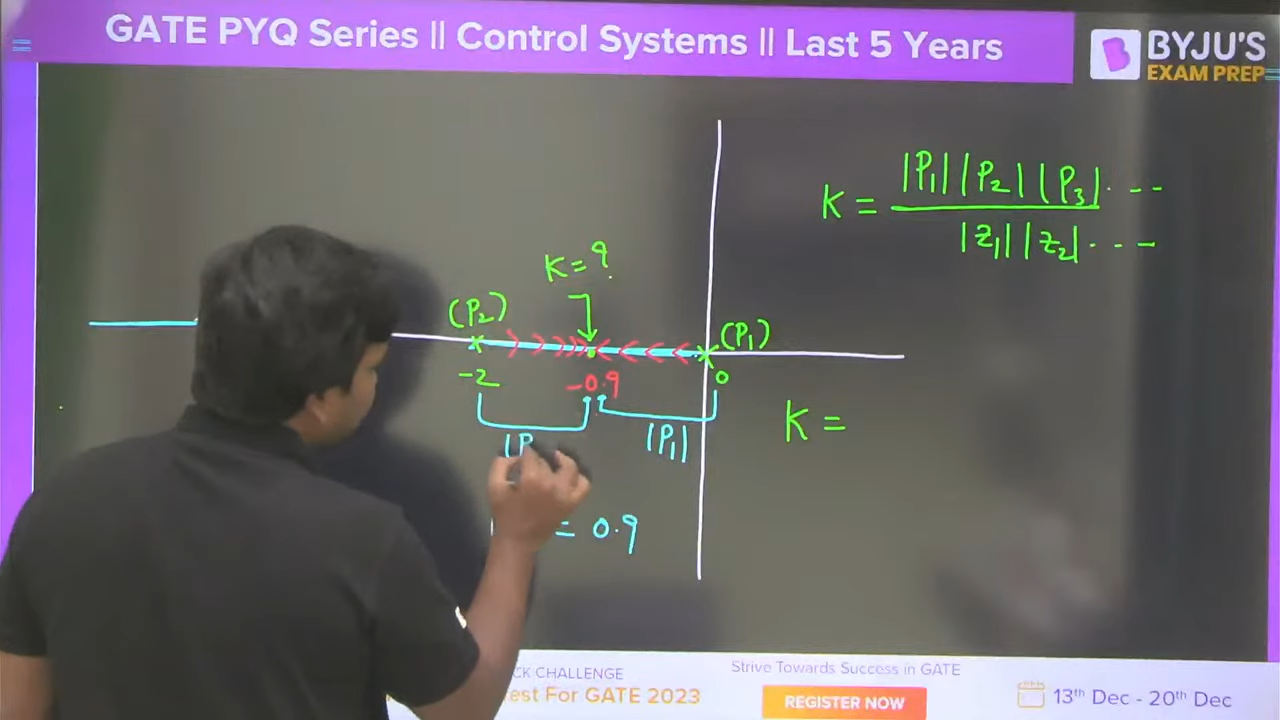 GATE PYQ Series || Control Systems || Last 5 Years
BYJU'S
EXAM PREP
K = |P₁| |P₂| |P₃| ---
|z₁| |z₂| ---
K = ?
(P₂)
(P₁)
-2
-0.9
0
K =
|P
|P₁|
= 0.9
CK CHALLENGE
est For GATE 2023
Strive Towards Success in GATE
REGISTER NOW
13th Dec - 20th Dec